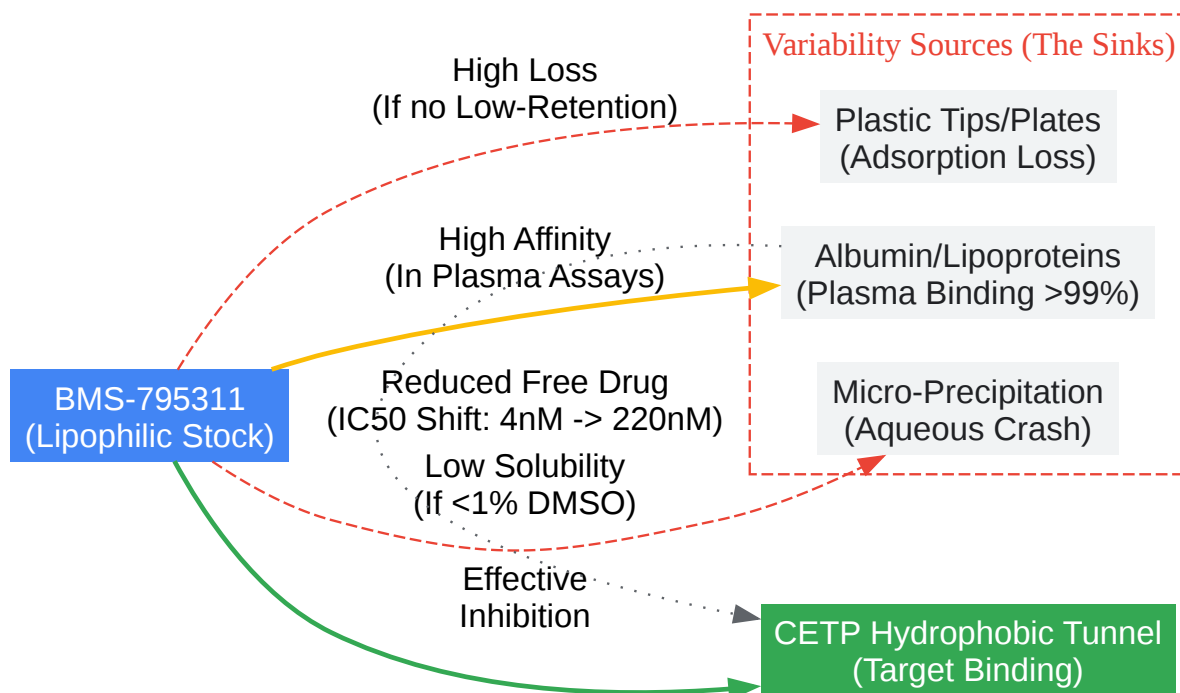 Variability Sources (The Sinks)
High Loss
(If no Low-Retention)
Plastic Tips/Plates
(Adsorption Loss)
High Affinity
(In Plasma Assays)
Albumin/Lipoproteins
(Plasma Binding >99%)
BMS-795311
(Lipophilic Stock)
Reduced Free Drug
(IC50 Shift: 4nM -> 220nM)
Micro-Precipitation
(Aqueous Crash)
Low Solubility
(If <1% DMSO)
Effective
Inhibition
CETP Hydrophobic Tunnel
(Target Binding)